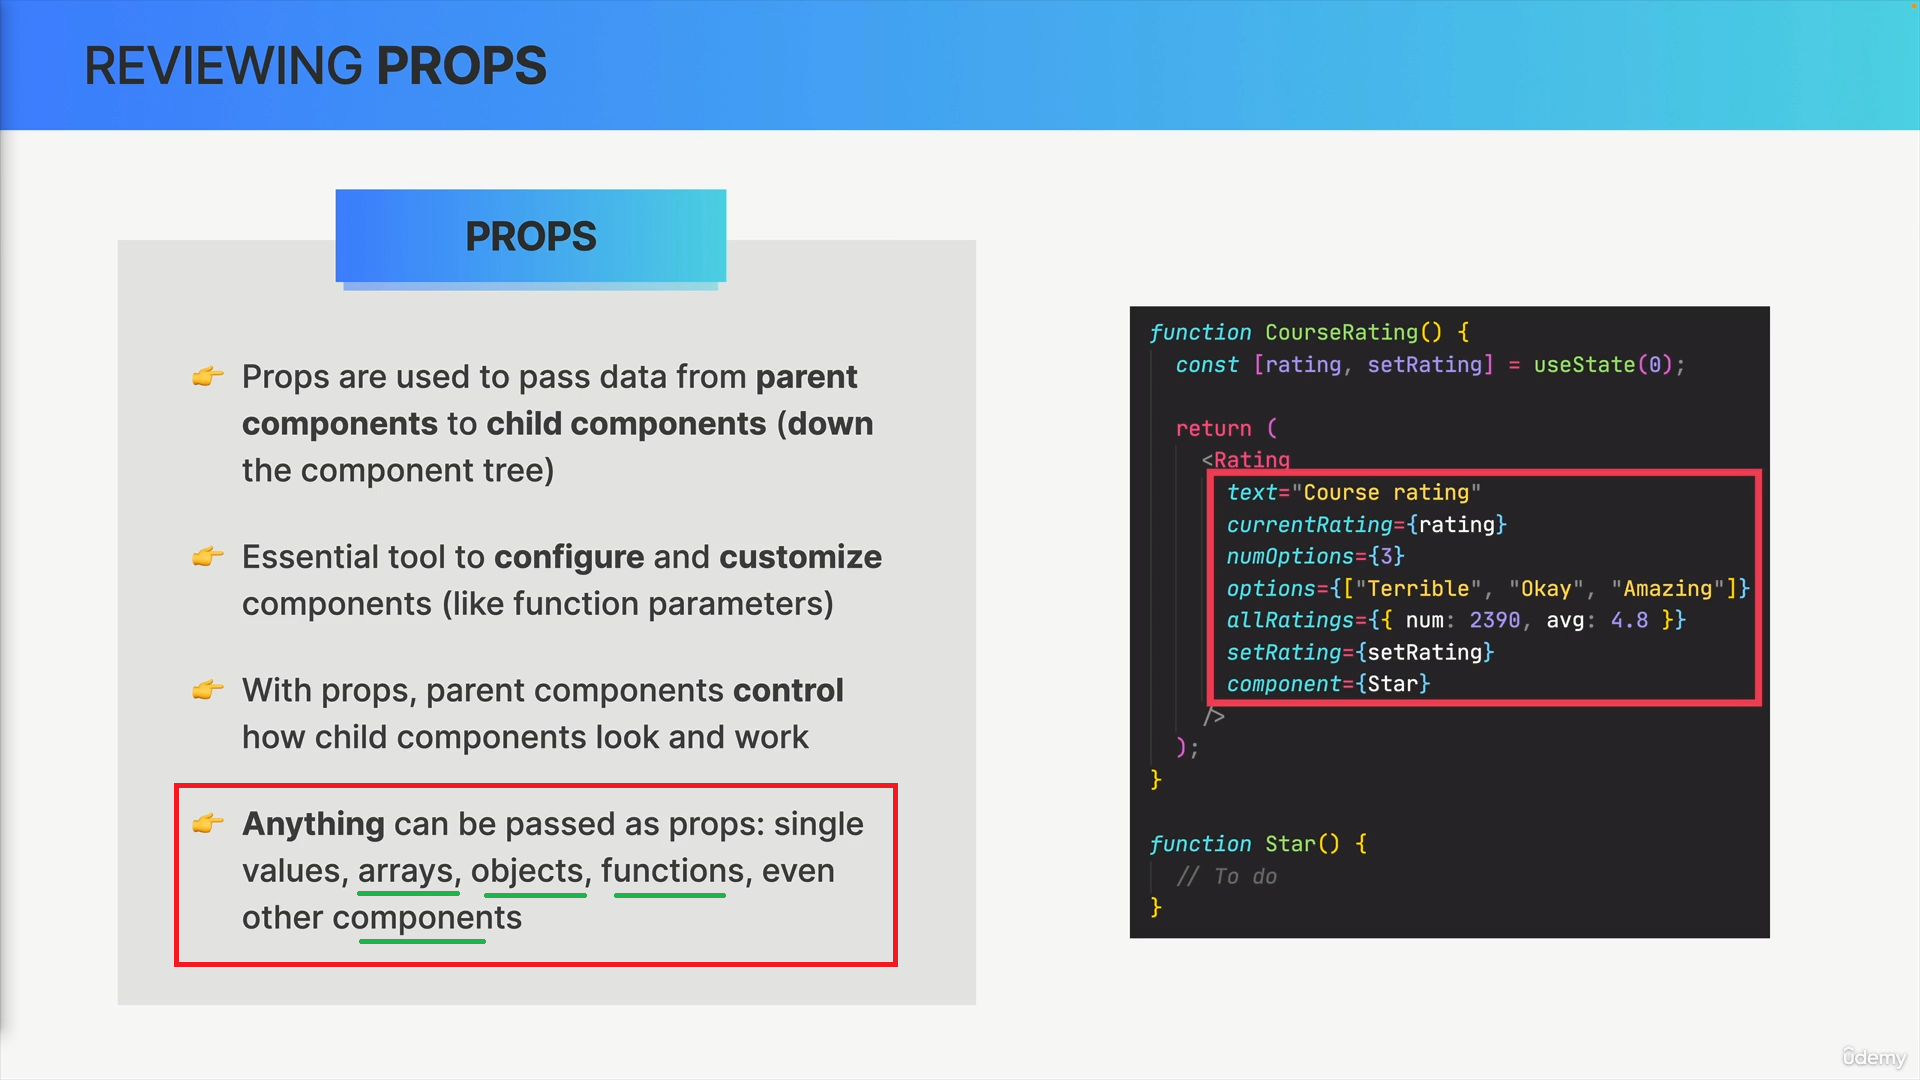 REVIEWING PROPS
PROPS
👉 Props are used to pass data from parent
components to child components (down
the component tree)
👉 Essential tool to configure and customize
components (like function parameters)
👉 With props, parent components control
how child components look and work
👉 Anything can be passed as props: single
values, arrays, objects, functions, even
other components
function CourseRating() {
  const [rating, setRating] = useState(0);
  return (
    <Rating
      text="Course rating"
      currentRating={rating}
      numOptions={3}
      options={["Terrible", "Okay", "Amazing"]}
      allRatings={{ num: 2390, avg: 4.8 }}
      setRating={setRating}
      component={Star}
    />
  );
}
function Star() {
  // To do
}
ûdemy